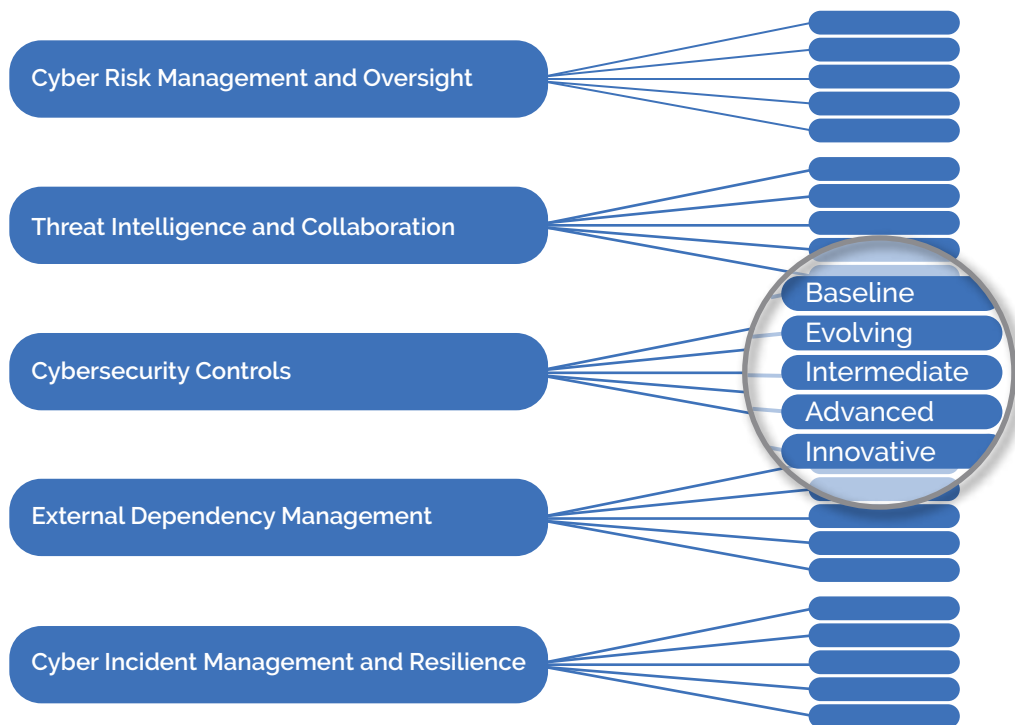 Cyber Risk Management and Oversight
Threat Intelligence and Collaboration
Cybersecurity Controls
Baseline
Evolving
Intermediate
Advanced
Innovative
External Dependency Management
Cyber Incident Management and Resilience